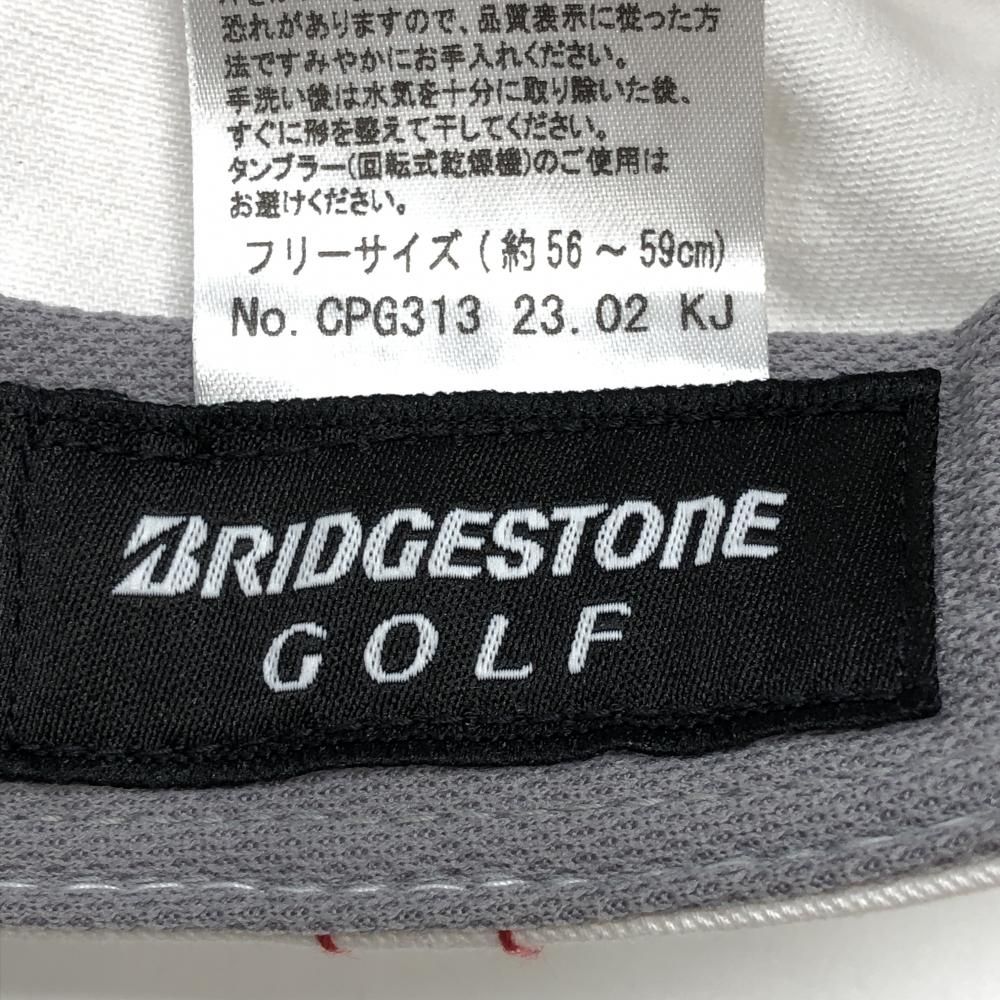 恐れがありますので、品質表示に従った方
法ですみやかにお手入れください。
手洗い後は水気を十分に取り除いた後、
すぐに形を整えて干してください。
タンブラー(回転式乾燥機)のご使用は
お避けください。
フリーサイズ(約56～59cm)
No. CPG313 23.02 KJ
BRIDGESTONE
GOLF